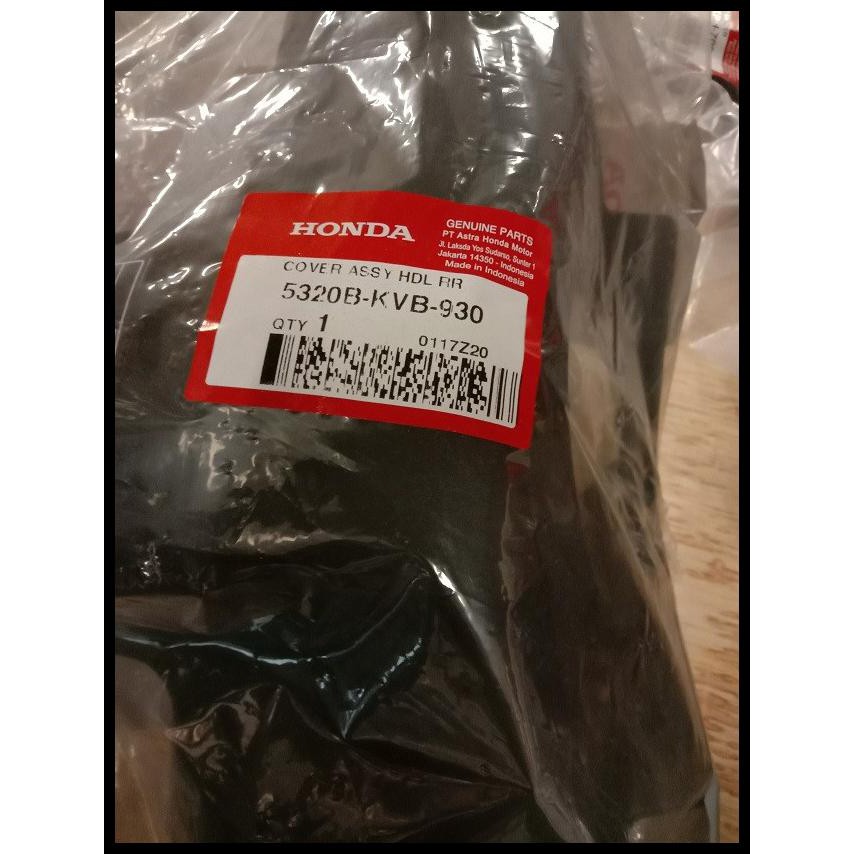 HONDA
GENUINE PARTS
PT Astra Honda Motor
Jl. Laksda Yos Sudarso, Sunter 1
Jakarta 14350 - Indonesia
Made in Indonesia
COVER ASSY HDL RR
5320B-KVB-930
QTY 1
0117Z20